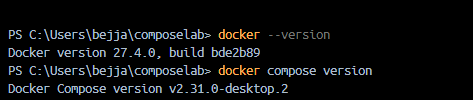 PS C:\Users\bejja\composelab> docker --version
Docker version 27.4.0, build bde2b89
PS C:\Users\bejja\composelab> docker compose version
Docker Compose version v2.31.0-desktop.2